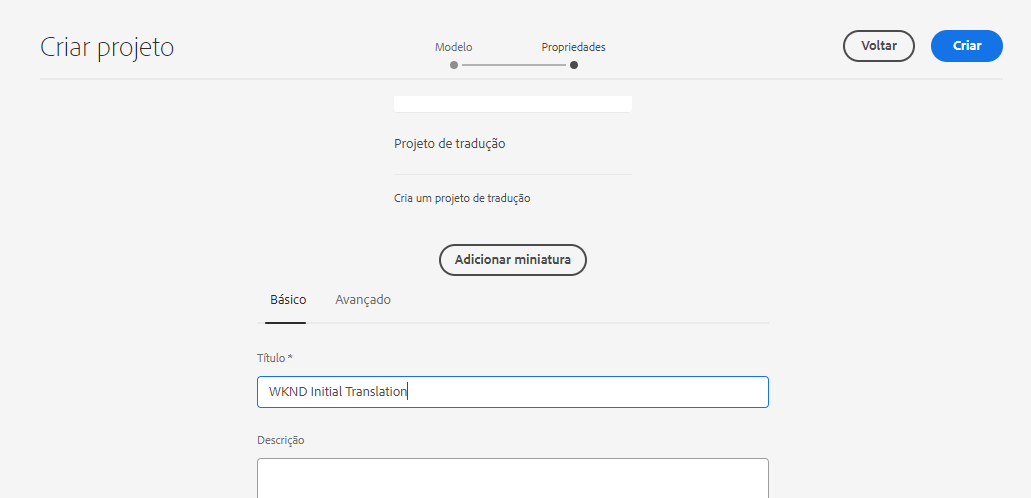 Criar projeto
Modelo
Propriedades
Voltar
Criar
Projeto de tradução
Cria um projeto de tradução
Adicionar miniatura
Básico
Avançado
Título *
WKND Initial Translation
Descrição